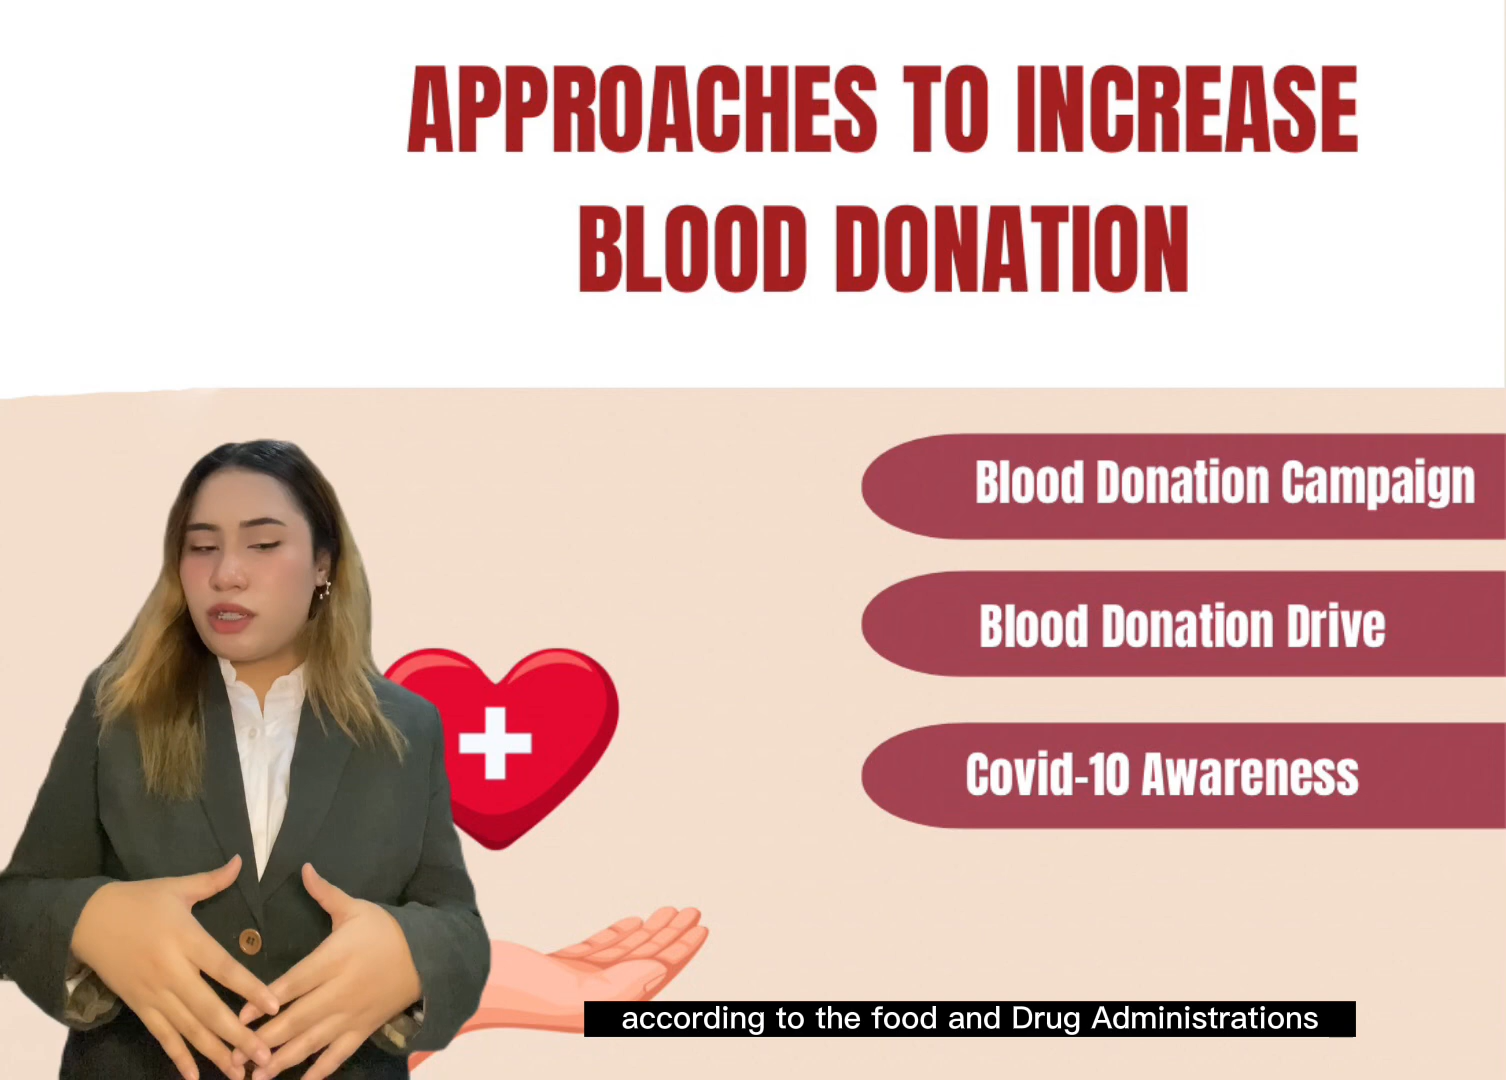 APPROACHES TO INCREASE
BLOOD DONATION
Blood Donation Campaign
Blood Donation Drive
Covid-10 Awareness
according to the food and Drug Administrations